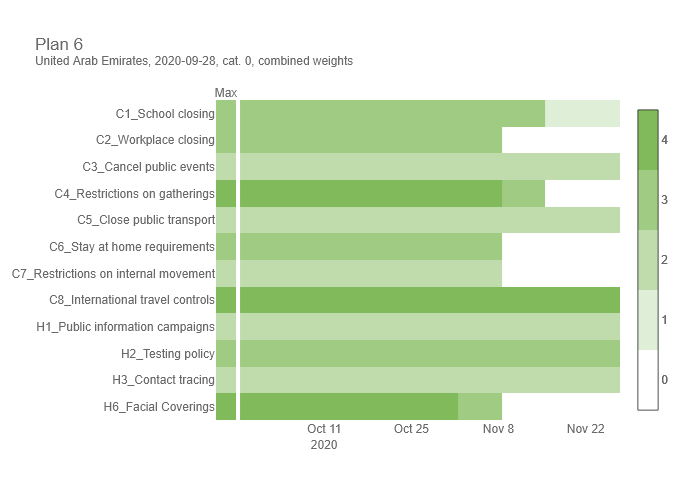 Plan 6
United Arab Emirates, 2020-09-28, cat. 0, combined weights
Max
C1_School closing
C2_Workplace closing
C3_Cancel public events
C4_Restrictions on gatherings
C5_Close public transport
C6_Stay at home requirements
C7_Restrictions on internal movement
C8_International travel controls
H1_Public information campaigns
H2_Testing policy
H3_Contact tracing
H6_Facial Coverings
4
3
2
1
0
Oct 11 Oct 25 Nov 8 Nov 22
2020